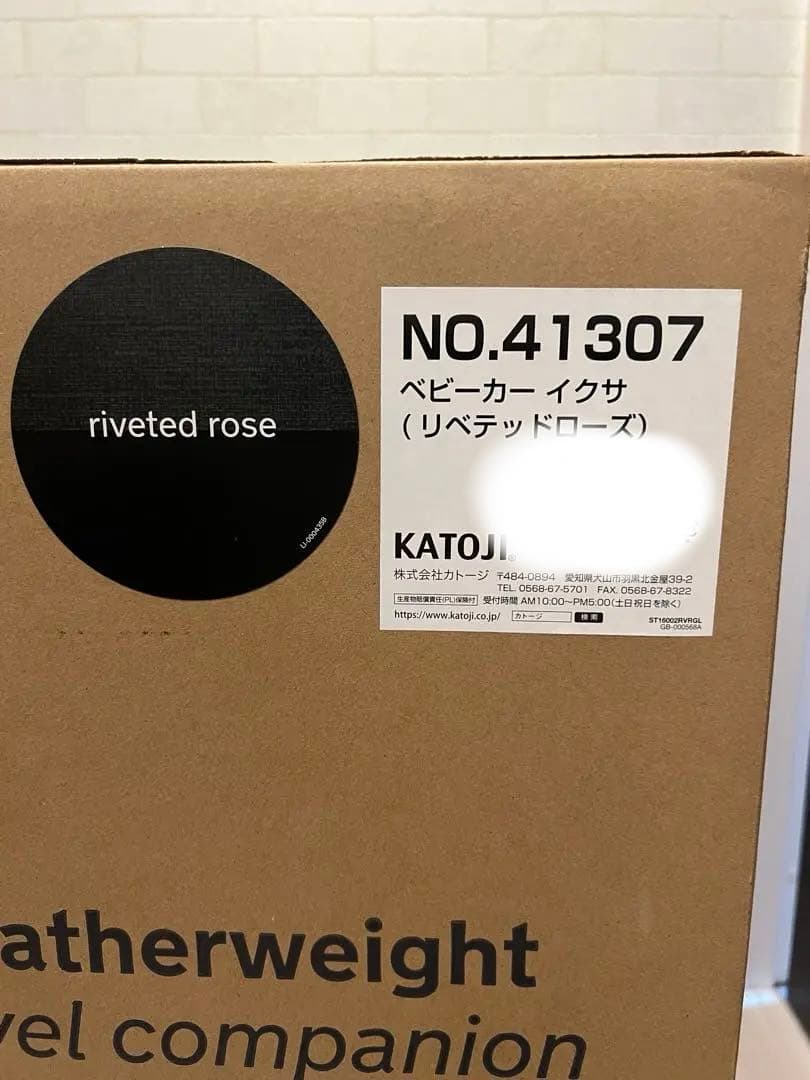 riveted rose
LI-000435B
NO.41307
ベビーカー イクサ
(リベテッドローズ)
KATOJI®
株式会社カトージ 〒484-0894 愛知県犬山市羽黒北金屋39-2
TEL. 0568-67-5701 FAX. 0568-67-8322
生産物賠償責任(PL)保険付 受付時間 AM10:00〜PM5:00(土日祝日を除く)
https://www.katoji.co.jp/ カトージ 検索
ST16002RVRGL
GB-000568A
atherweight
vel companion